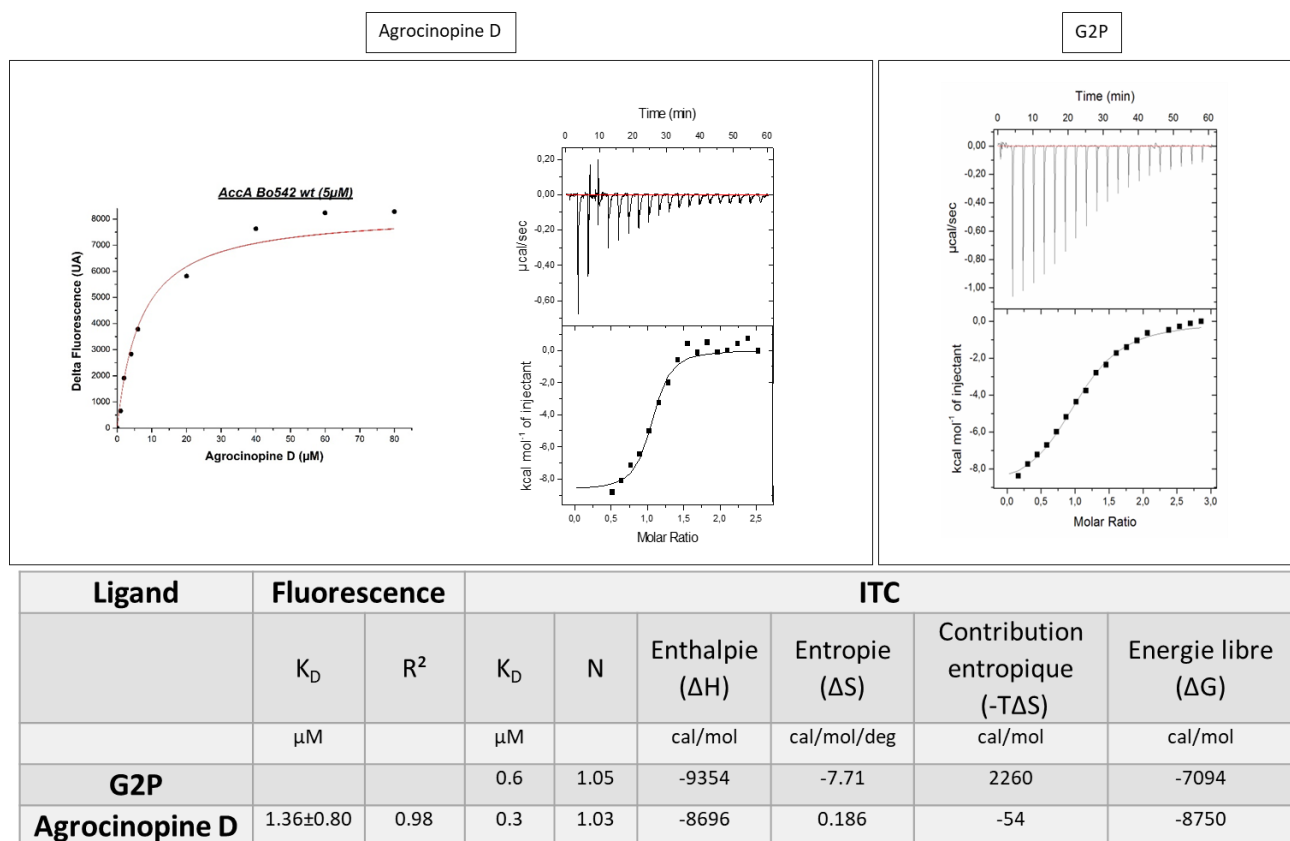 Agrocinopine D
G2P
AccA Bo542 wt (5µM)
Delta Fluorescence (UA)
8000
7000
6000
5000
4000
3000
2000
1000
0
0 10 20 30 40 50 60 70 80
Agrocinopine D (µM)
Time (min)
0 10 20 30 40 50 60
0,20
0,00
-0,20
-0,40
-0,60
µcal/sec
0,0
-2,0
-4,0
-6,0
-8,0
kcal mol⁻¹ of injectant
0,0 0,5 1,0 1,5 2,0 2,5
Molar Ratio
Time (min)
0 10 20 30 40 50 60
0,00
-0,20
-0,40
-0,60
-0,80
-1,00
µcal/sec
0,0
-2,0
-4,0
-6,0
-8,0
kcal mol⁻¹ of injectant
0,0 0,5 1,0 1,5 2,0 2,5 3,0
Molar Ratio
Ligand Fluorescence ITC
K_D R² K_D N Enthalpie (ΔH) Entropie (ΔS) Contribution entropique (-TΔS) Energie libre (ΔG)
µM µM cal/mol cal/mol/deg cal/mol cal/mol
G2P 0.6 1.05 -9354 -7.71 2260 -7094
Agrocinopine D 1.36±0.80 0.98 0.3 1.03 -8696 0.186 -54 -8750